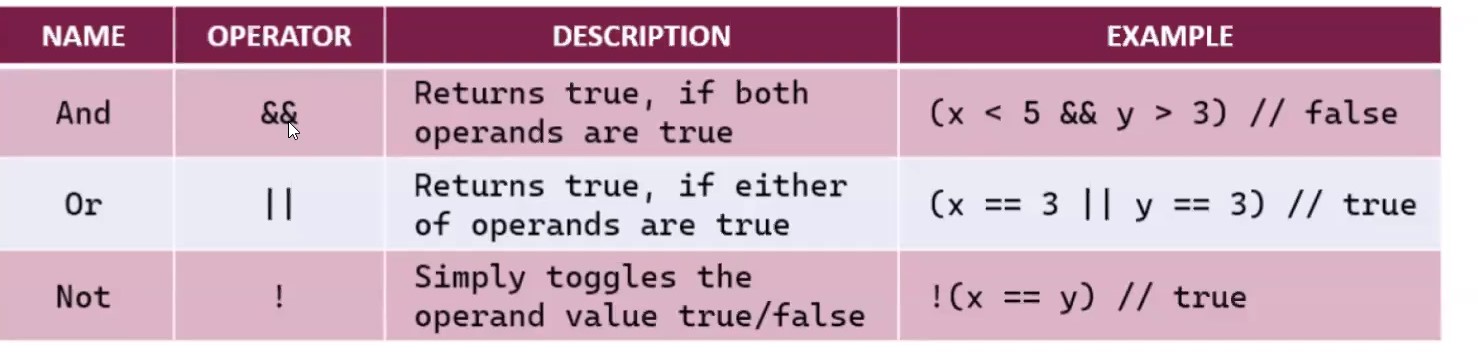 NAME OPERATOR DESCRIPTION EXAMPLE
And && Returns true, if both operands are true (x < 5 && y > 3) // false
Or || Returns true, if either of operands are true (x == 3 || y == 3) // true
Not ! Simply toggles the operand value true/false !(x == y) // true